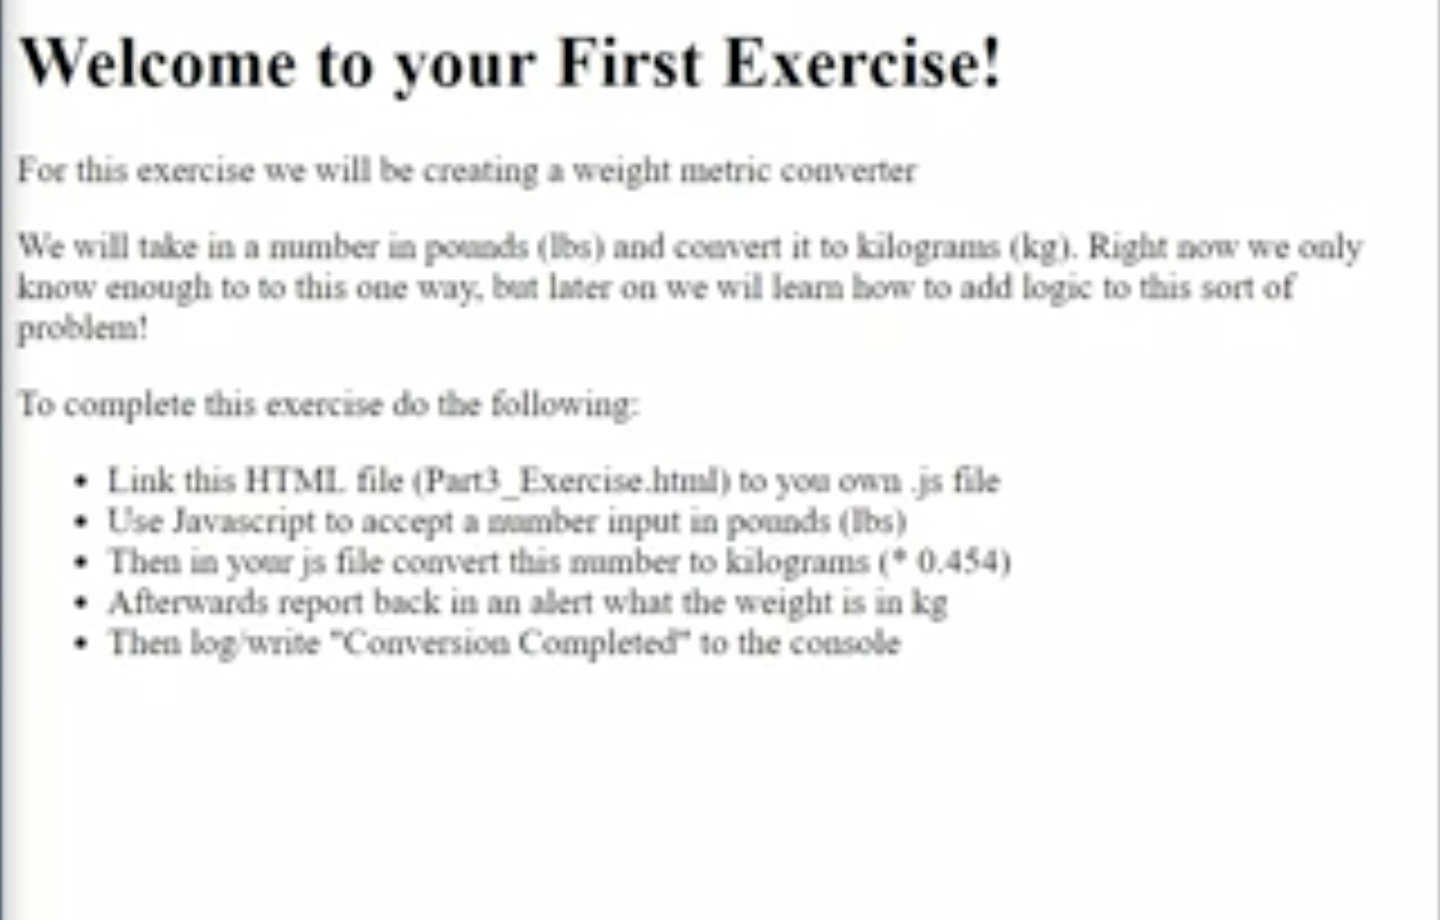 Welcome to your First Exercise!
For this exercise we will be creating a weight metric converter
We will take in a number in pounds (lbs) and convert it to kilograms (kg). Right now we only
know enough to to this one way, but later on we wil learn how to add logic to this sort of
problem!
To complete this exercise do the following:
• Link this HTML file (Part3_Exercise.html) to you own .js file
• Use Javascript to accept a number input in pounds (lbs)
• Then in your js file convert this number to kilograms (* 0.454)
• Afterwards report back in an alert what the weight is in kg
• Then log/write "Conversion Completed" to the console